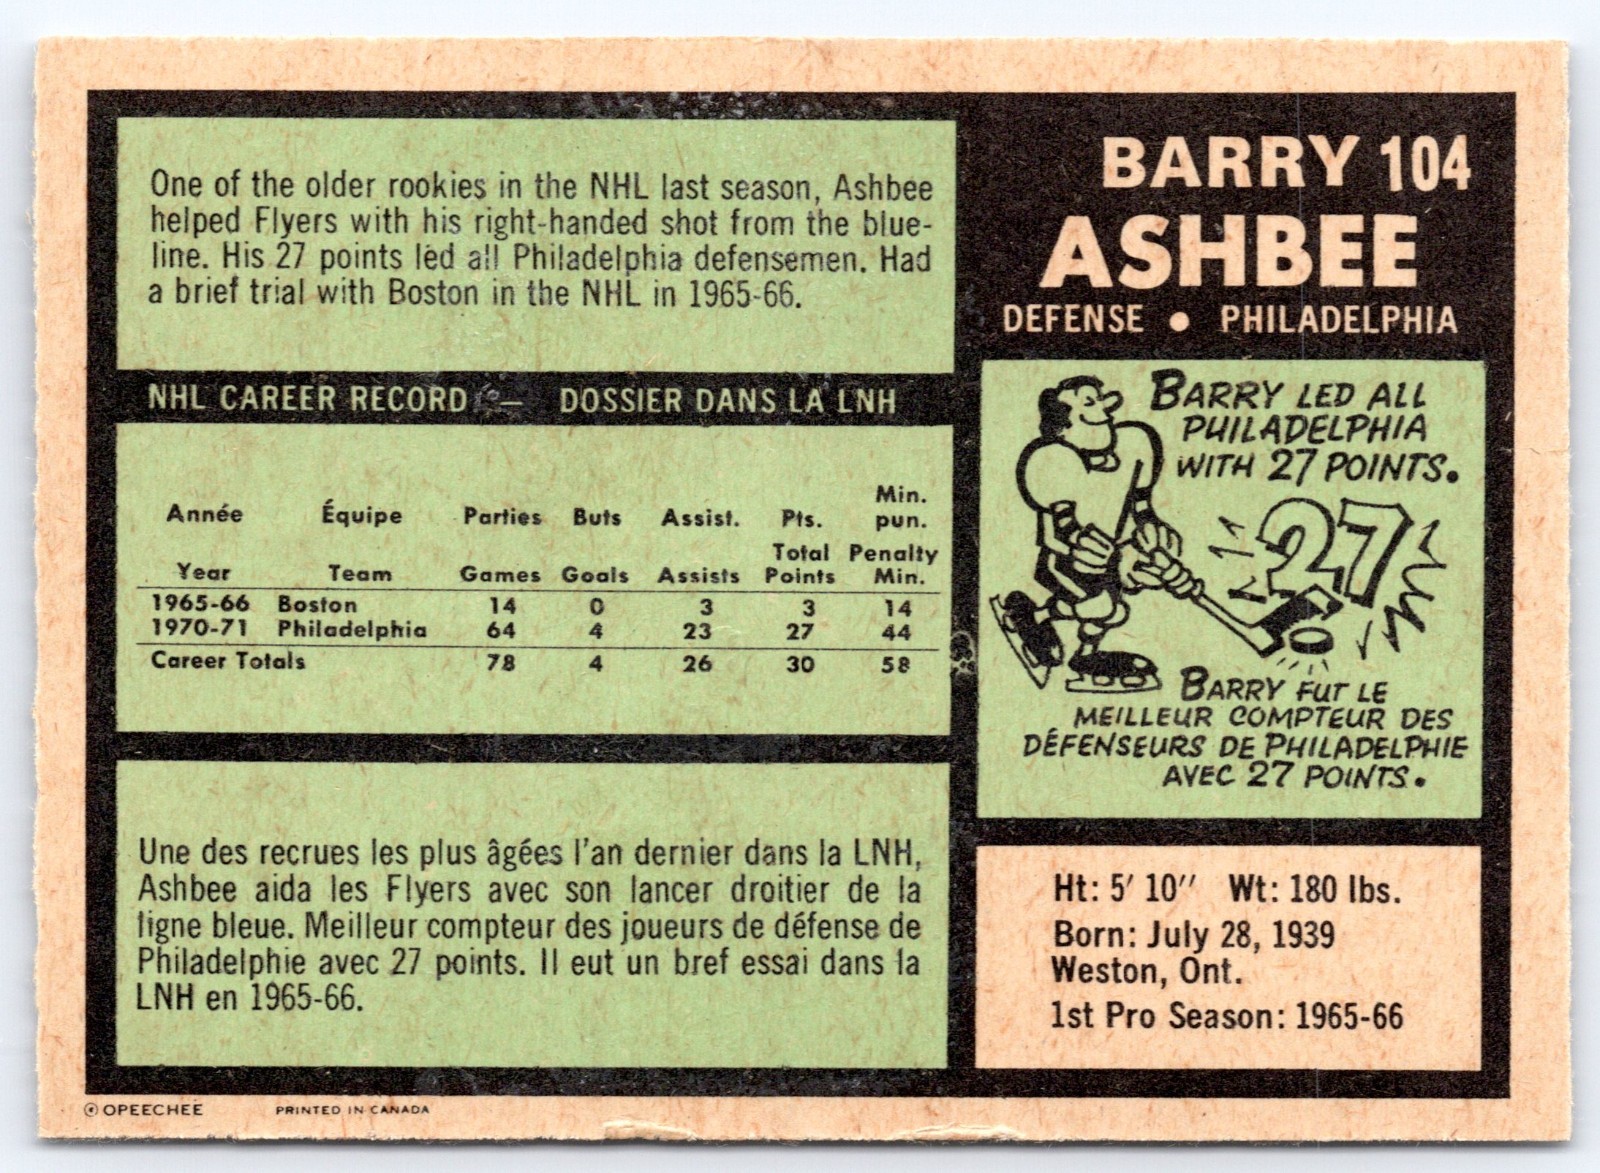 One of the older rookies in the NHL last season, Ashbee
helped Flyers with his right-handed shot from the blue-
line. His 27 points led all Philadelphia defensemen. Had
a brief trial with Boston in the NHL in 1965-66.
NHL CAREER RECORD — DOSSIER DANS LA LNH
Année Équipe Parties Buts Assist. Pts. Min. pun.
Year Team Games Goals Assists Total Points Penalty Min.
1965-66 Boston 14 0 3 3 14
1970-71 Philadelphia 64 4 23 27 44
Career Totals 78 4 26 30 58
Une des recrues les plus âgées l'an dernier dans la LNH,
Ashbee aida les Flyers avec son lancer droitier de la
ligne bleue. Meilleur compteur des joueurs de défense de
Philadelphie avec 27 points. Il eut un bref essai dans la
LNH en 1965-66.
BARRY 104
ASHBEE
DEFENSE • PHILADELPHIA
BARRY LED ALL
PHILADELPHIA
WITH 27 POINTS.
27
BARRY FUT LE
MEILLEUR COMPTEUR DES
DÉFENSEURS DE PHILADELPHIE
AVEC 27 POINTS.
Ht: 5' 10" Wt: 180 lbs.
Born: July 28, 1939
Weston, Ont.
1st Pro Season: 1965-66
© OPEECHEE PRINTED IN CANADA